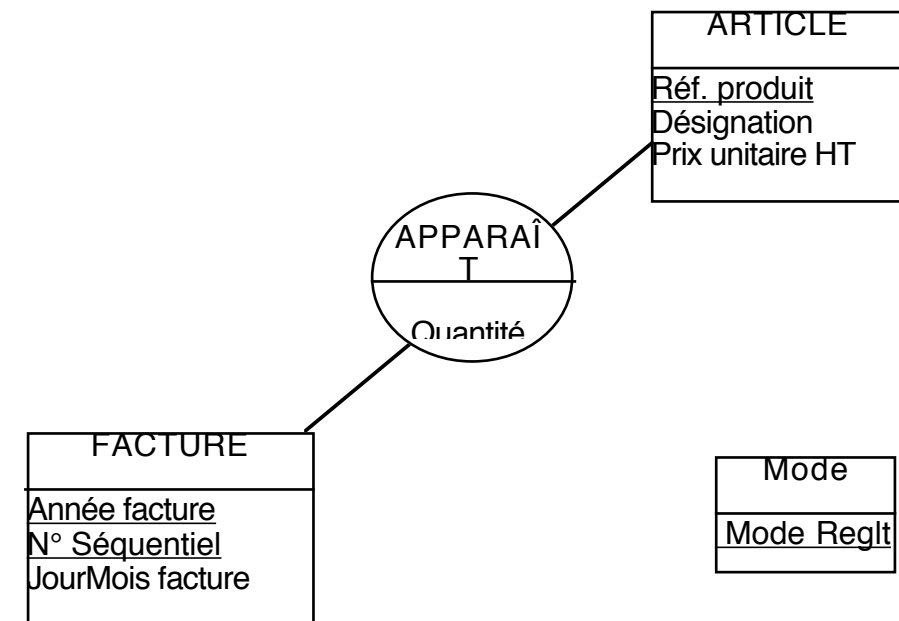 ARTICLE
Réf. produit
Désignation
Prix unitaire HT
APPARAÎ
T
Quantité
FACTURE
Année facture
N° Séquentiel
JourMois facture
Mode
Mode Reglt